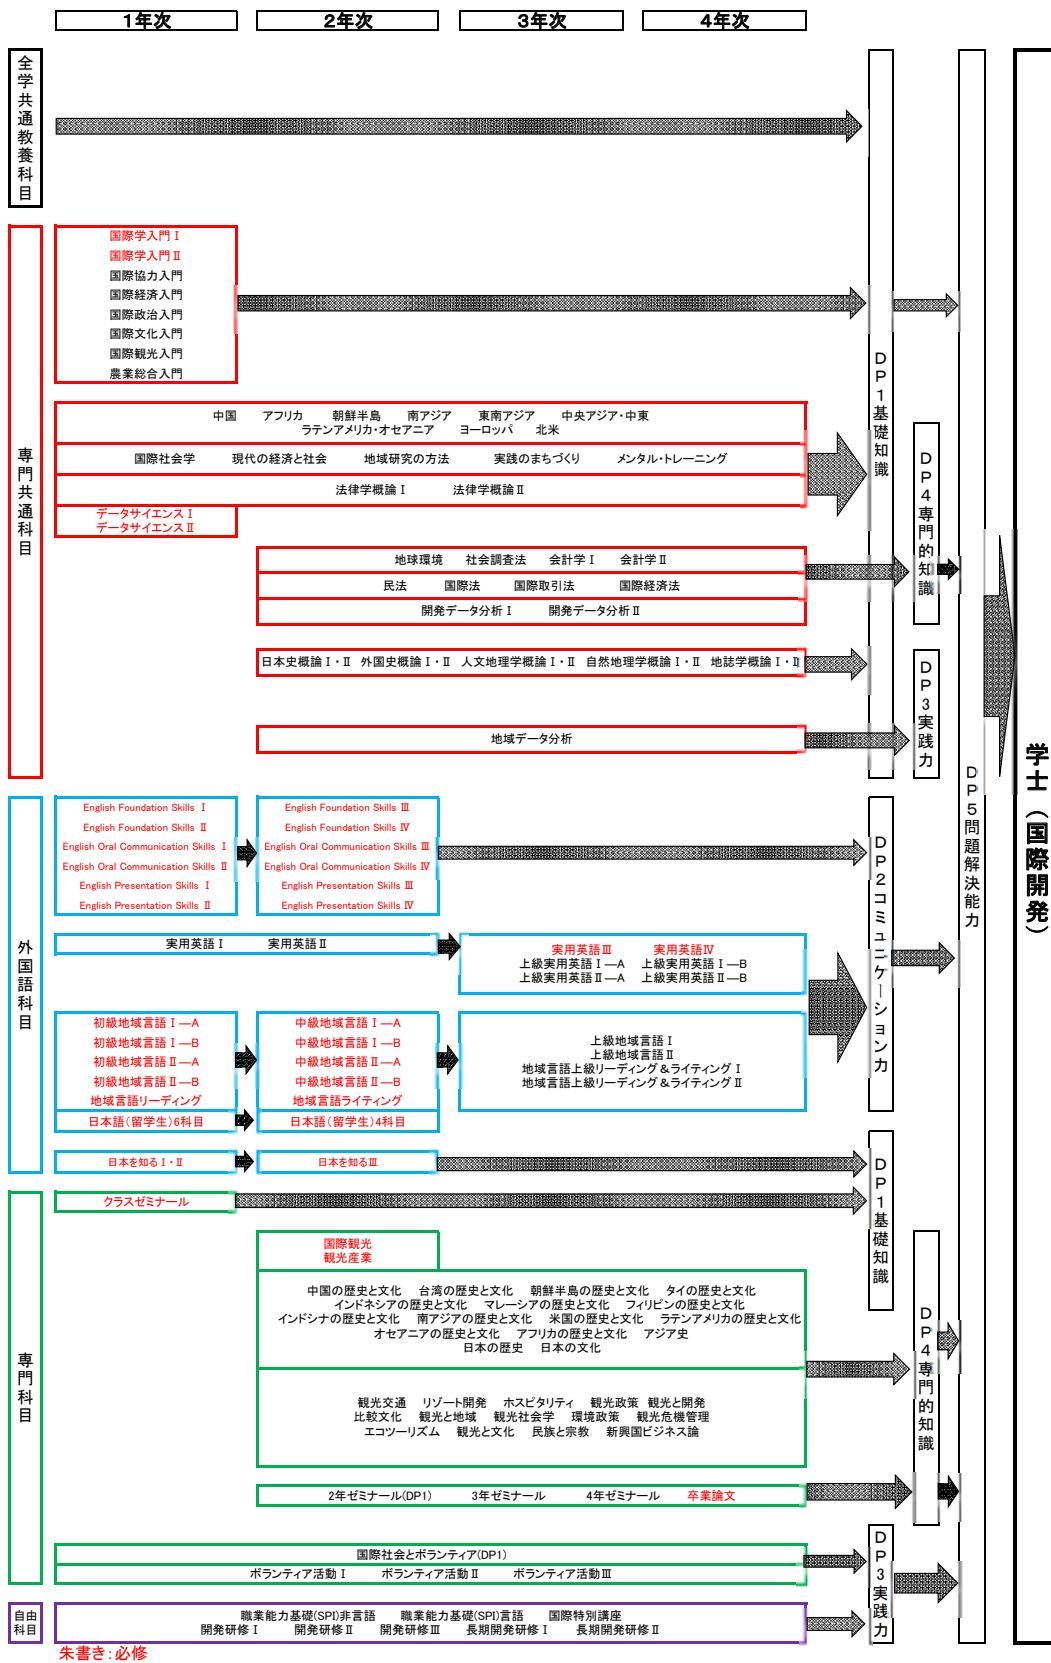 1年次
2年次
3年次
4年次
全学共通教養科目
専門共通科目
国際学入門Ⅰ
国際学入門Ⅱ
国際協力入門
国際経済入門
国際政治入門
国際文化入門
国際観光入門
農業総合入門
中国 アフリカ 朝鮮半島 南アジア 東南アジア 中央アジア・中東
ラテンアメリカ・オセアニア ヨーロッパ 北米
国際社会学 現代の経済と社会 地域研究の方法 実践のまちづくり メンタル・トレーニング
法律学概論Ⅰ 法律学概論Ⅱ
データサイエンスⅠ
データサイエンスⅡ
地球環境 社会調査法 会計学Ⅰ 会計学Ⅱ
民法 国際法 国際取引法 国際経済法
開発データ分析Ⅰ 開発データ分析Ⅱ
日本史概論Ⅰ・Ⅱ 外国史概論Ⅰ・Ⅱ 人文地理学概論Ⅰ・Ⅱ 自然地理学概論Ⅰ・Ⅱ 地誌学概論Ⅰ・Ⅱ
地域データ分析
DP1基礎知識
DP4専門的知識
DP3実践力
DP5問題解決能力
学士（国際開発）
外国語科目
English Foundation Skills Ⅰ
English Foundation Skills Ⅱ
English Oral Communication Skills Ⅰ
English Oral Communication Skills Ⅱ
English Presentation Skills Ⅰ
English Presentation Skills Ⅱ
English Foundation Skills Ⅲ
English Foundation Skills Ⅳ
English Oral Communication Skills Ⅲ
English Oral Communication Skills Ⅳ
English Presentation Skills Ⅲ
English Presentation Skills Ⅳ
実用英語Ⅰ 実用英語Ⅱ
実用英語Ⅲ 実用英語Ⅳ
上級実用英語Ⅰ―A 上級実用英語Ⅰ―B
上級実用英語Ⅱ―A 上級実用英語Ⅱ―B
初級地域言語Ⅰ―A
初級地域言語Ⅰ―B
初級地域言語Ⅱ―A
初級地域言語Ⅱ―B
地域言語リーディング
日本語(留学生)6科目
中級地域言語Ⅰ―A
中級地域言語Ⅰ―B
中級地域言語Ⅱ―A
中級地域言語Ⅱ―B
地域言語ライティング
日本語(留学生)4科目
上級地域言語Ⅰ
上級地域言語Ⅱ
地域言語上級リーディング＆ライティングⅠ
地域言語上級リーディング＆ライティングⅡ
日本を知るⅠ・Ⅱ
日本を知るⅢ
DP2コミュニケーション力
専門科目
クラスゼミナール
国際観光
観光産業
中国の歴史と文化 台湾の歴史と文化 朝鮮半島の歴史と文化 タイの歴史と文化
インドネシアの歴史と文化 マレーシアの歴史と文化 フィリピンの歴史と文化
インドシナの歴史と文化 南アジアの歴史と文化 米国の歴史と文化 ラテンアメリカの歴史と文化
オセアニアの歴史と文化 アフリカの歴史と文化 アジア史
日本の歴史 日本の文化
観光交通 リゾート開発 ホスピタリティ 観光政策 観光と開発
比較文化 観光と地域 観光社会学 環境政策 観光危機管理
エコツーリズム 観光と文化 民族と宗教 新興国ビジネス論
2年ゼミナール(DP1) 3年ゼミナール 4年ゼミナール 卒業論文
国際社会とボランティア(DP1)
ボランティア活動Ⅰ ボランティア活動Ⅱ ボランティア活動Ⅲ
DP1基礎知識
DP4専門的知識
DP3実践力
自由
科目
職業能力基礎(SPI)非言語 職業能力基礎(SPI)言語 国際特別講座
開発研修Ⅰ 開発研修Ⅱ 開発研修Ⅲ 長期開発研修Ⅰ 長期開発研修Ⅱ
朱書き：必修